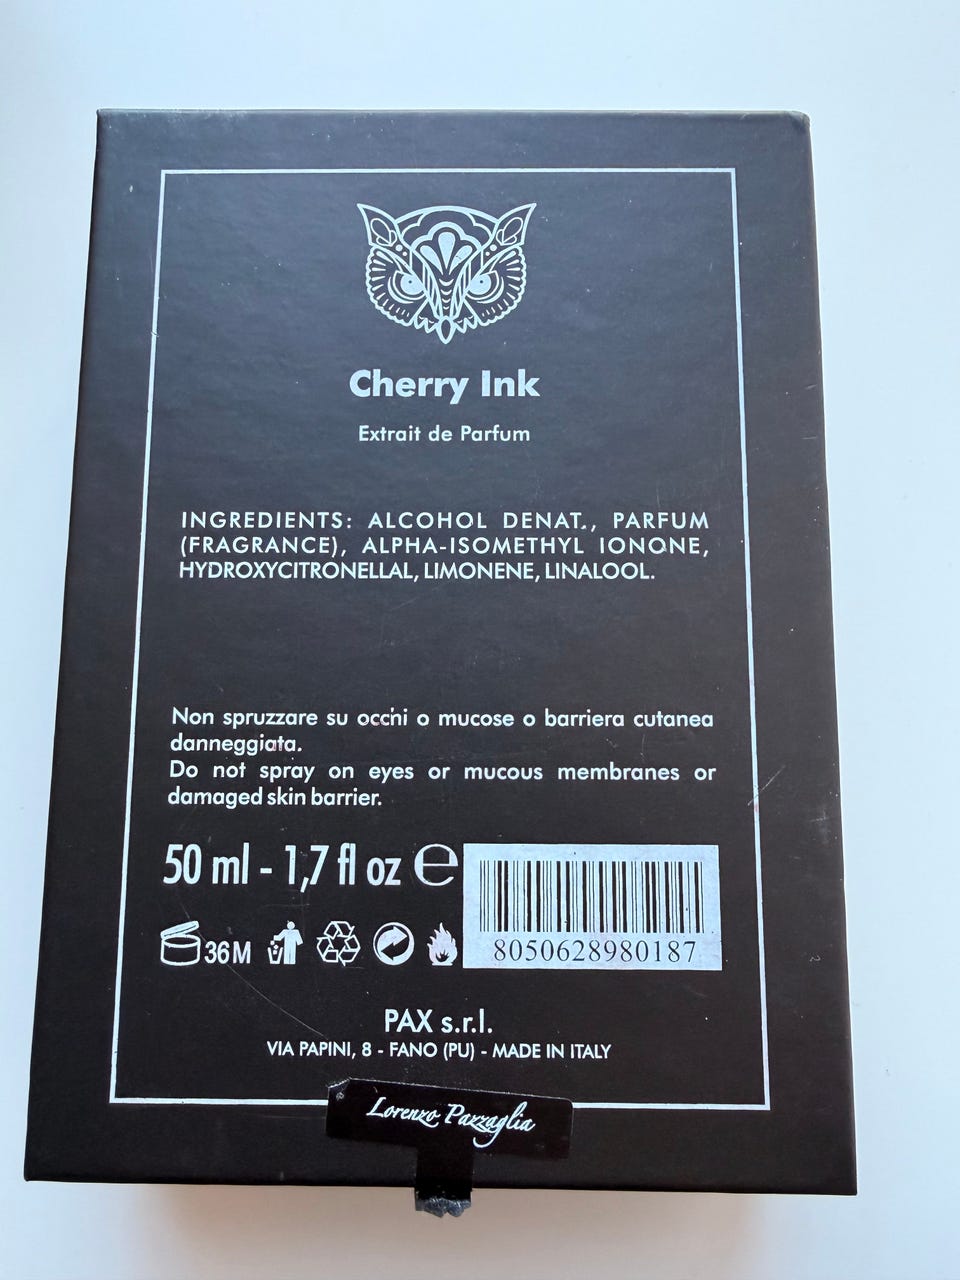 Cherry Ink
Extrait de Parfum
INGREDIENTS: ALCOHOL DENAT., PARFUM
(FRAGRANCE), ALPHA-ISOMETHYL IONONE,
HYDROXYCITRONELLAL, LIMONENE, LINALOOL.
Non spruzzare su occhi o mucose o barriera cutanea
danneggiata.
Do not spray on eyes or mucous membranes or
damaged skin barrier.
50 ml - 1,7 fl oz ℮
36M
8050628980187
PAX s.r.l.
VIA PAPINI, 8 - FANO (PU) - MADE IN ITALY
Lorenzo Pazzaglia